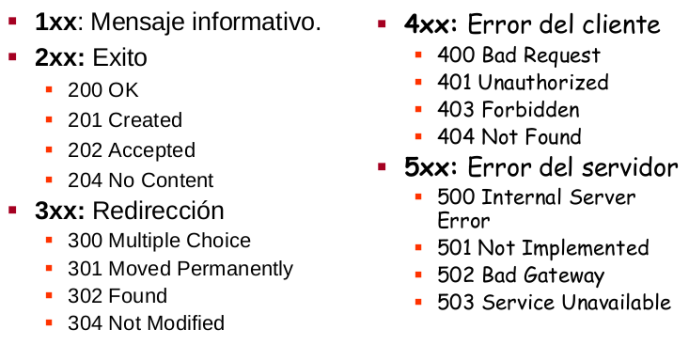 1xx: Mensaje informativo.
2xx: Exito
200 OK
201 Created
202 Accepted
204 No Content
3xx: Redirección
300 Multiple Choice
301 Moved Permanently
302 Found
304 Not Modified
4xx: Error del cliente
400 Bad Request
401 Unauthorized
403 Forbidden
404 Not Found
5xx: Error del servidor
500 Internal Server
Error
501 Not Implemented
502 Bad Gateway
503 Service Unavailable